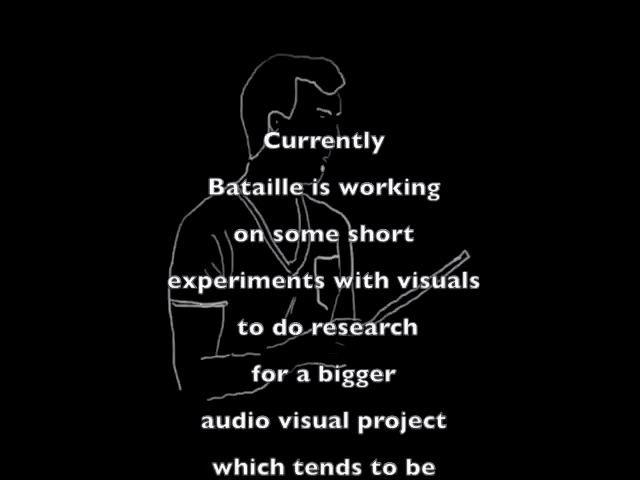 Currently
Bataille is working
on some short
experiments with visuals
to do research
for a bigger
audio visual project
which tends to be